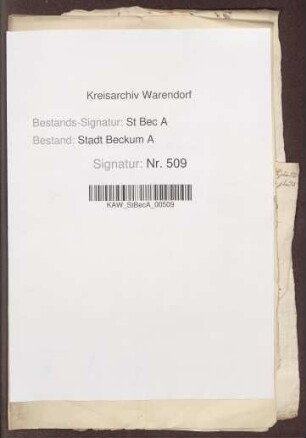 Kreisarchiv Warendorf
Bestands-Signatur: St Bec A
Bestand: Stadt Beckum A
Signatur: Nr. 509
KAW_StBecA_00509